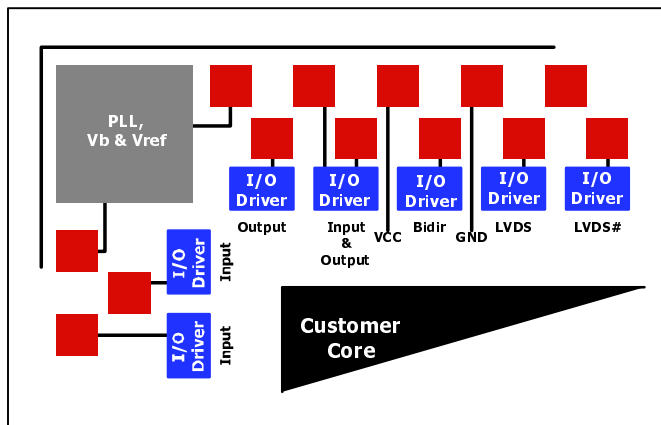 PLL,
Vb & Vref
I/O
Driver
I/O
Driver
I/O
Driver
I/O
Driver
I/O
Driver
Output
Input
&
Output
VCC
Bidir
GND
LVDS
LVDS#
I/O
Driver
Input
I/O
Driver
Input
Customer
Core